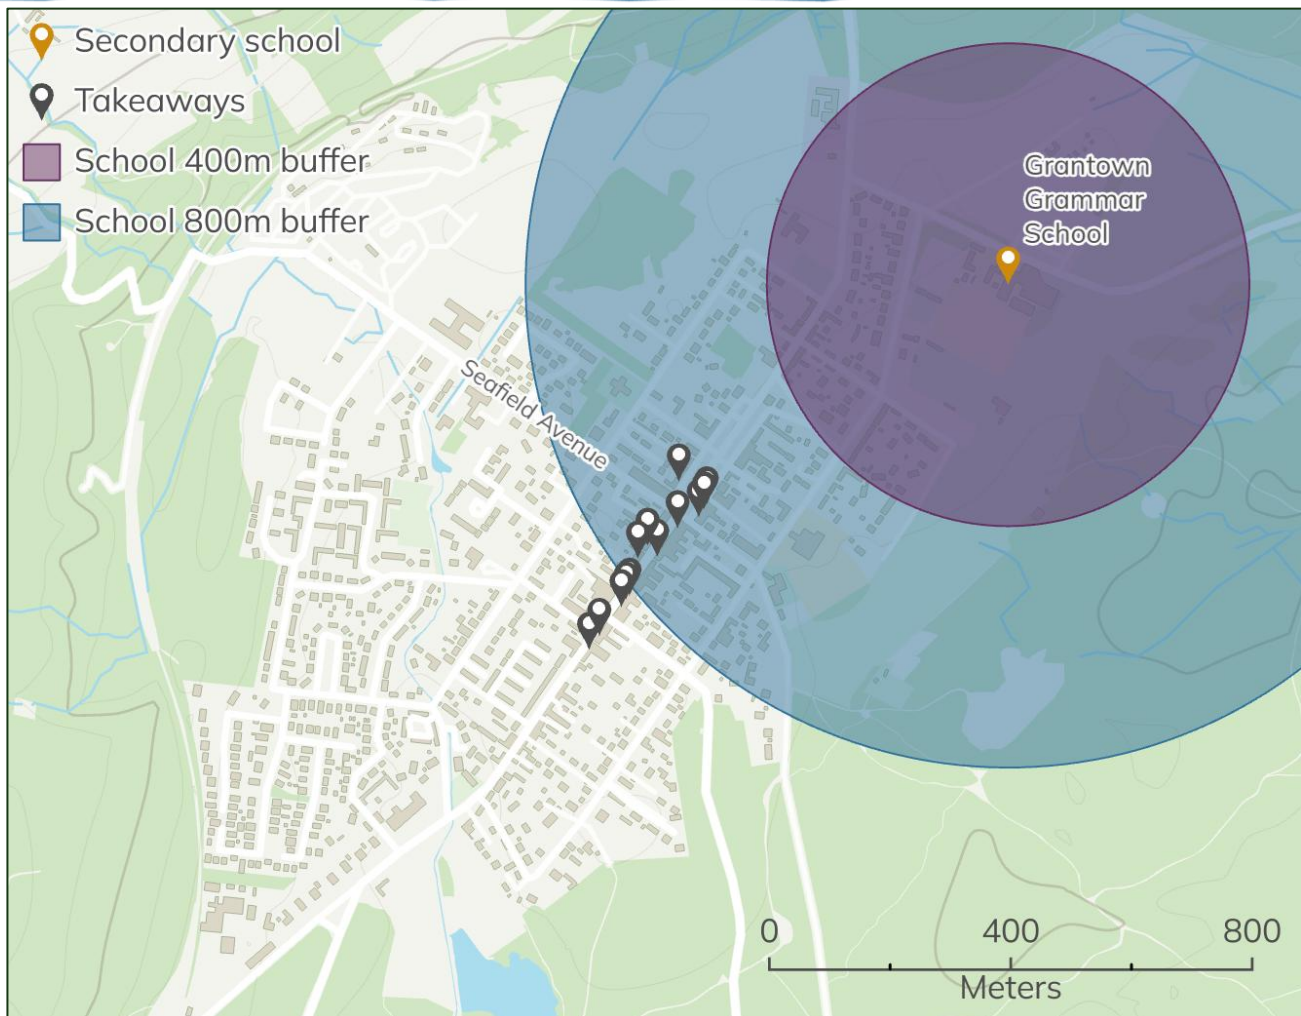 Secondary school
Takeaways
School 400m buffer
School 800m buffer
Grantown
Grammar
School
Seafield Avenue
0 400 800
Meters